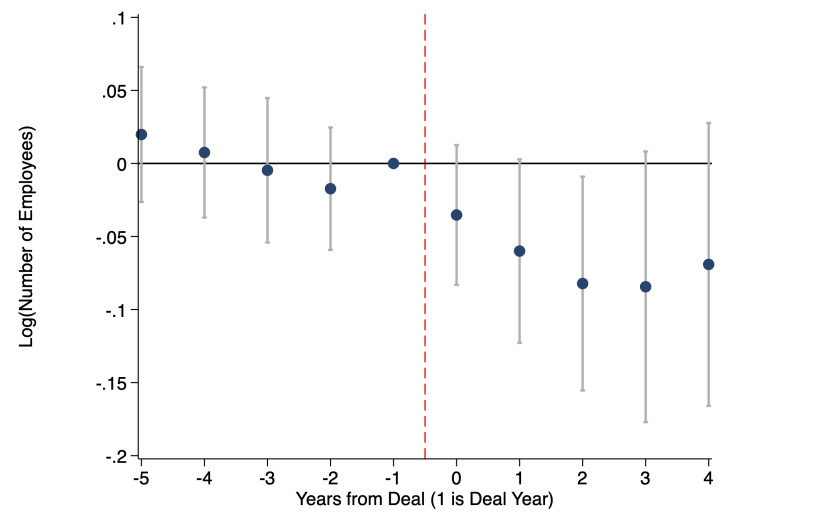 .1
.05
0
-.05
-.1
-.15
-.2
Log(Number of Employees)
-5 -4 -3 -2 -1 0 1 2 3 4
Years from Deal (1 is Deal Year)